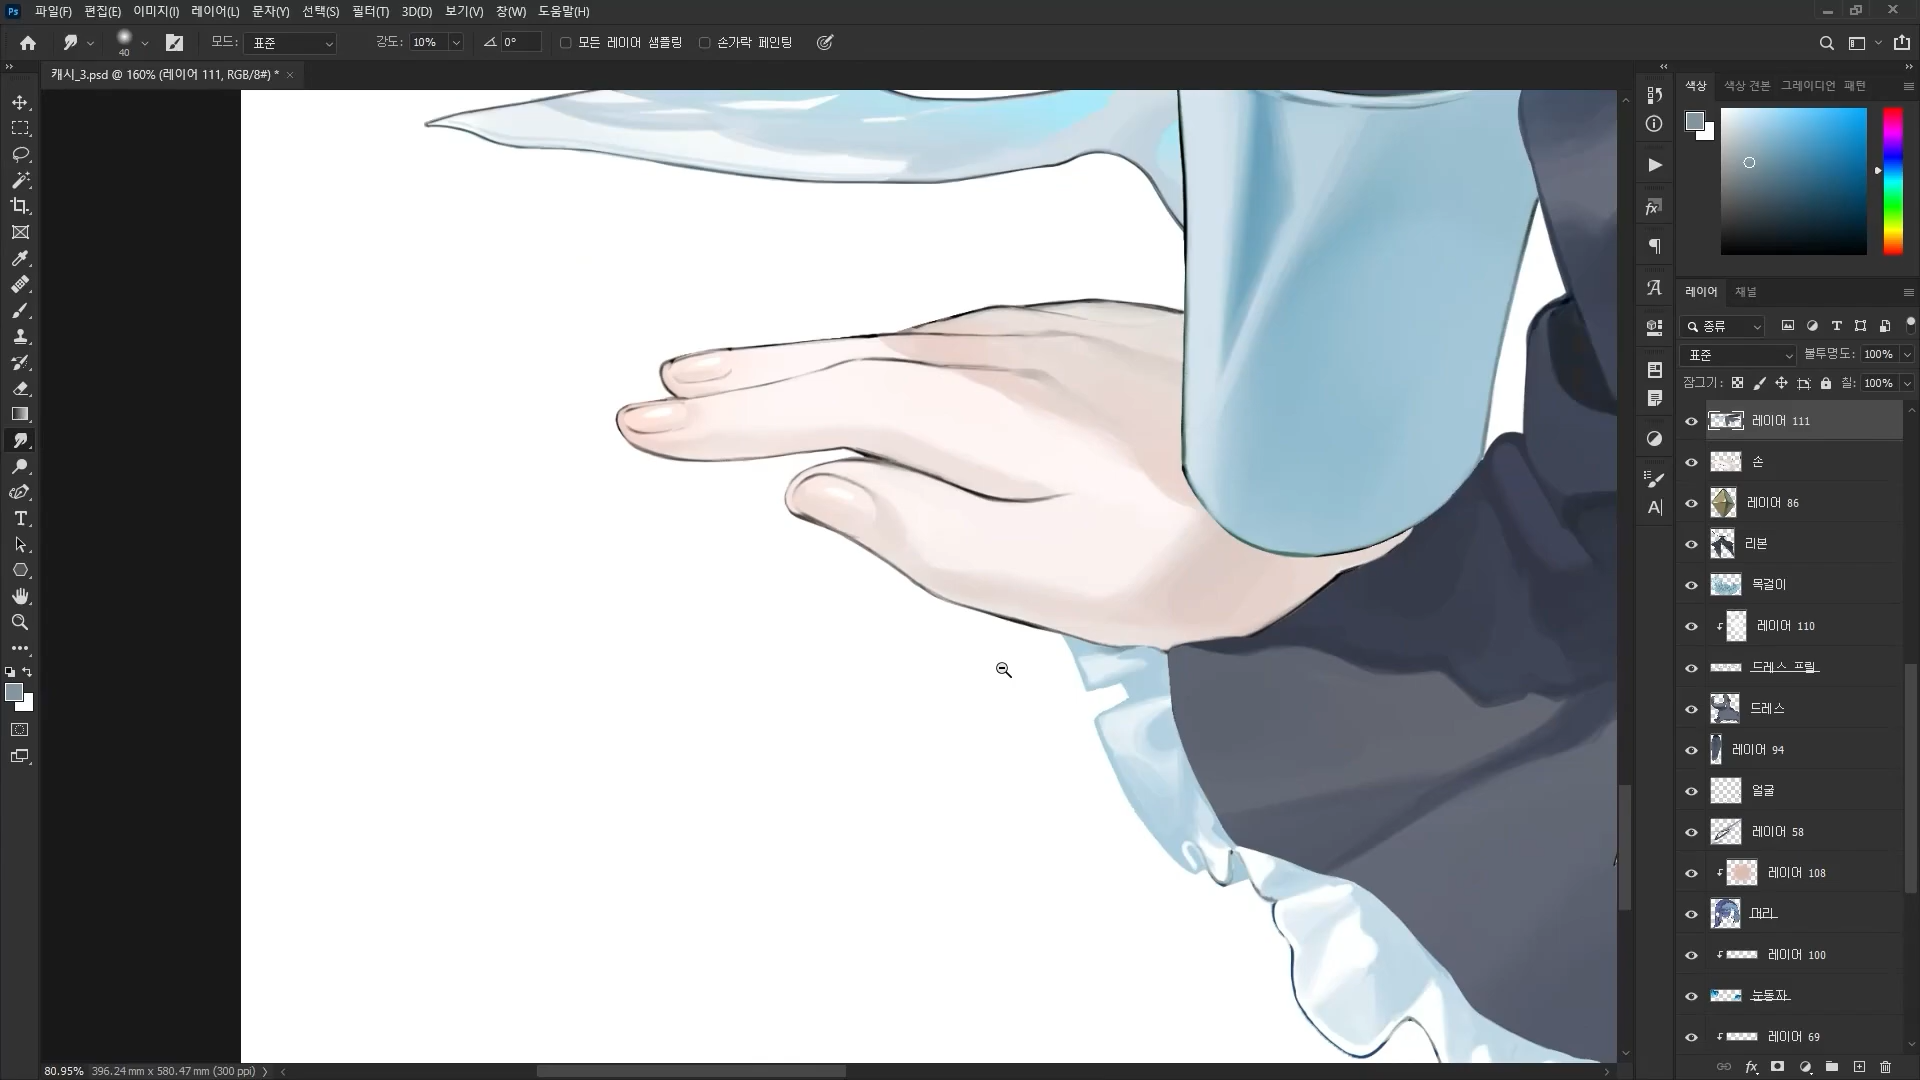 Ps 파일(F) 편집(E) 이미지(I) 레이어(L) 문자(Y) 선택(S) 필터(T) 3D(D) 보기(V) 창(W) 도움말(H)
40 모드: 표준 강도: 10% 0° 모든 레이어 샘플링 손가락 페인팅
캐시_3.psd @ 160% (레이어 111, RGB/8#) *
색상 색상 견본 그레이디언 패턴
레이어 채널
종류
표준 불투명도: 100%
잠그기: 칠: 100%
레이어 111
손
레이어 86
리본
목걸이
레이어 110
드레스 프릴
드레스
레이어 94
얼굴
레이어 58
레이어 108
머리
레이어 100
눈동자
레이어 69
80.95% 396.24 mm x 580.47 mm (300 ppi)